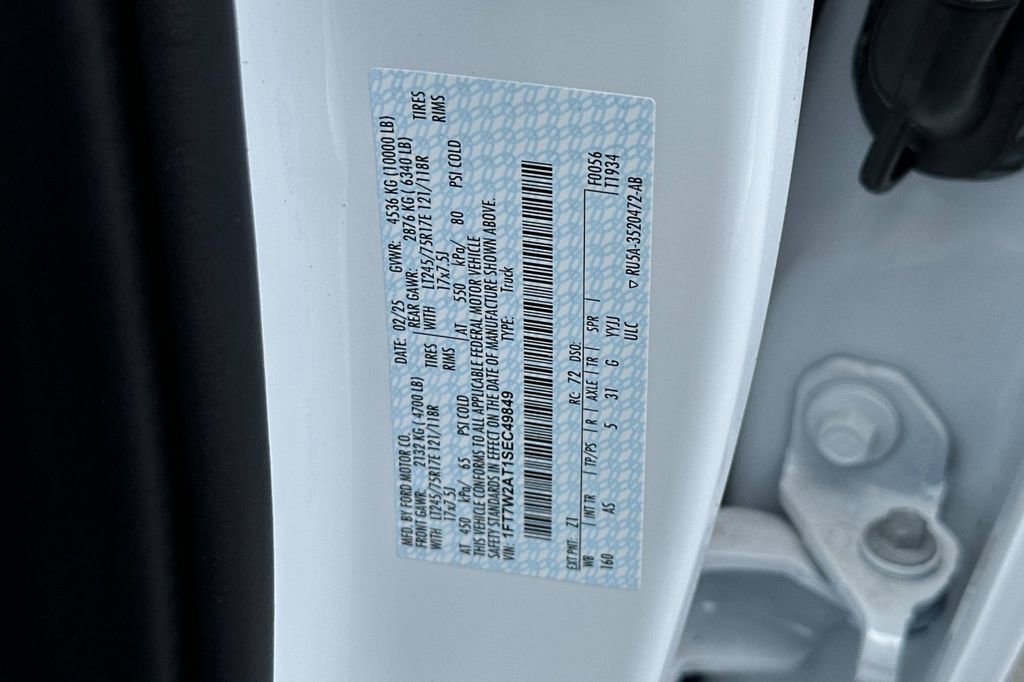 MFD. BY FORD MOTOR CO.
DATE: 02/25 GVWR: 4536 KG (10000 LB)
FRONT GAWR: 2132 KG ( 4700 LB) REAR GAWR: 2876 KG ( 6340 LB)
WITH LT245/75R17E 121/118R TIRES WITH LT245/75R17E 121/118R TIRES
17x7.5J RIMS 17x7.5J RIMS
AT 450 kPa/ 65 PSI COLD AT 550 kPa/ 80 PSI COLD
THIS VEHICLE CONFORMS TO ALL APPLICABLE FEDERAL MOTOR VEHICLE
SAFETY STANDARDS IN EFFECT ON THE DATE OF MANUFACTURE SHOWN ABOVE.
VIN: 1FT7W2AT1SEC49849 TYPE: Truck
F0056
EXT PNT: Z1 RC: 72 DSO: T1934
WB INT TR TP/PS R AXLE TR SPR
160 AS 5 31 G YYJJ
ULC
▽ RU5A-3520472-AB